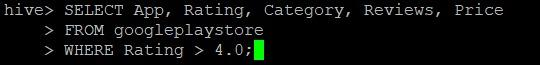 hive> SELECT App, Rating, Category, Reviews, Price
    > FROM googleplaystore
    > WHERE Rating > 4.0;